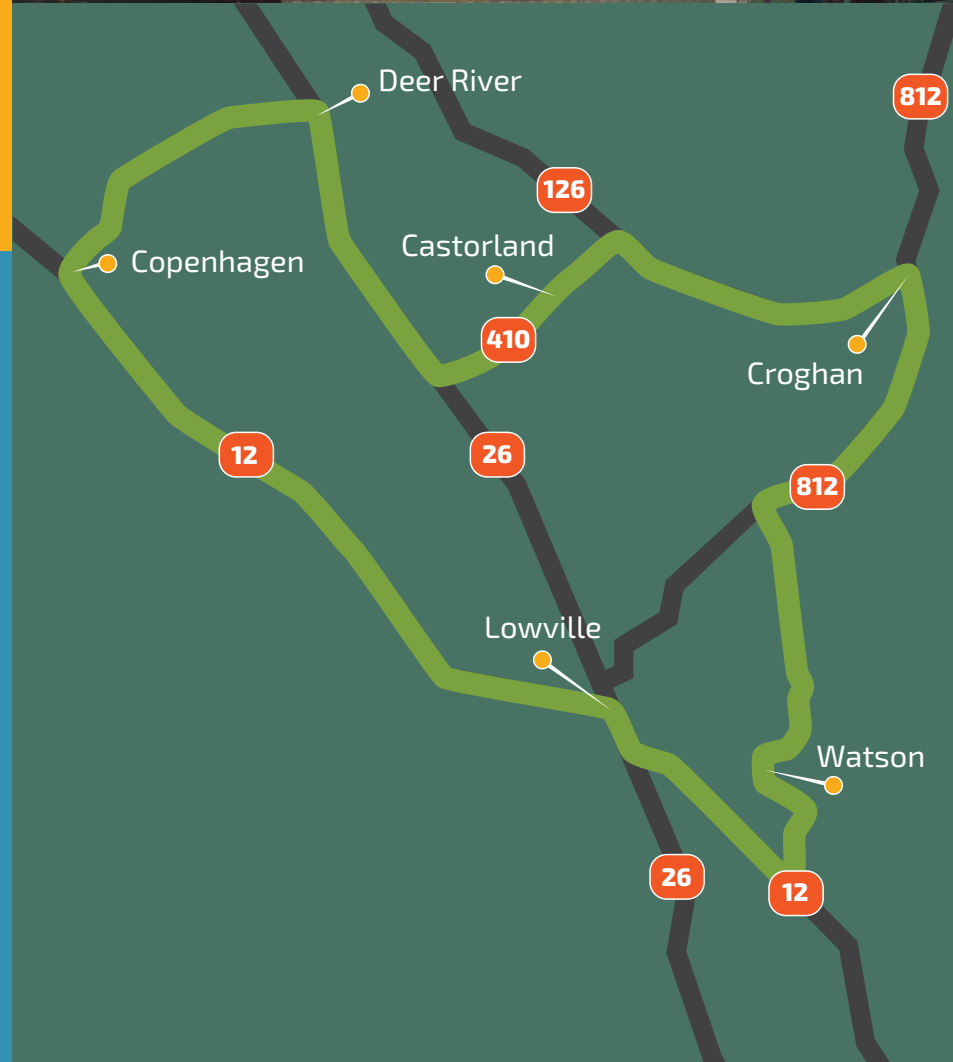 Deer River
812
126
Castorland
Copenhagen
410
Croghan
12
26
812
Lowville
Watson
26
12